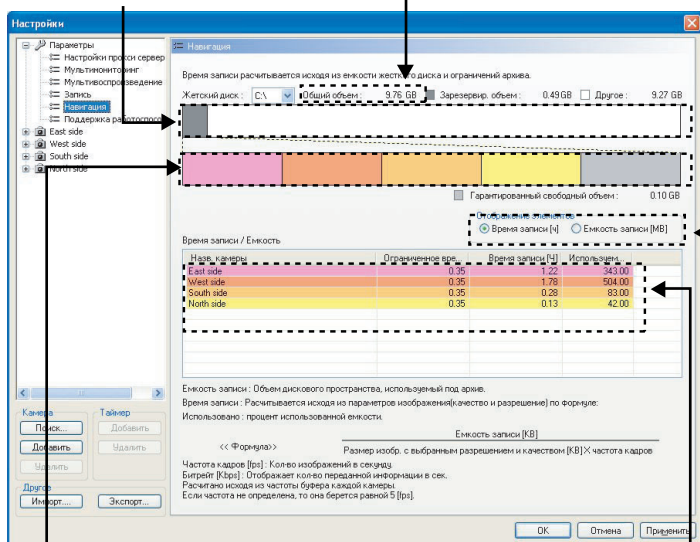 Настройки
Параметры
Настройки прокси сервер
Мультимониторинг
Мультивоспроизведение
Запись
Навигация
Поддержка работоспосо
East side
West side
South side
North side
Камера
Таймер
Поиск...
Добавить
Добавить
Удалить
Удалить
Другое
Импорт...
Экспорт...
Навигация
Время записи расчитывается исходя из емкости жесткого диска и ограничений архива.
Жетский диск : C:\ Общий объем : 9.76 GB Зарезервир. объем : 0.49 GB Другое : 9.27 GB
Гарантированный свободный объем : 0.10 GB
Отображение элементов
Время записи [ч] Емкость записи [MB]
Время записи / Емкость
Назв. камеры Ограниченное вре... Время записи [Ч] Используем...
East side 0.35 1.22 343.00
West side 0.35 1.78 504.00
South side 0.35 0.28 83.00
North side 0.35 0.13 42.00
Емкость записи : Объем дискового пространства, используемый под архив.
Время записи : Расчитывается исходя из параметров изображения(качество и разрешение) по формуле:
Использовано : процент использованной емкости.
Емкость записи [KB]
<< Формула>>
Размер изобр. с выбранным разрешением и качеством [KB] X частота кадров
Частота кадров [fps] : Кол-во изображений в секунду.
Битрейт [Kbps] : Отображает кол-во переданной информации в сек.
Расчитано исходя из частоты буфера каждой камеры.
Если частота не определена, то она берется равной 5 [fps].
OK
Отмена
Применить